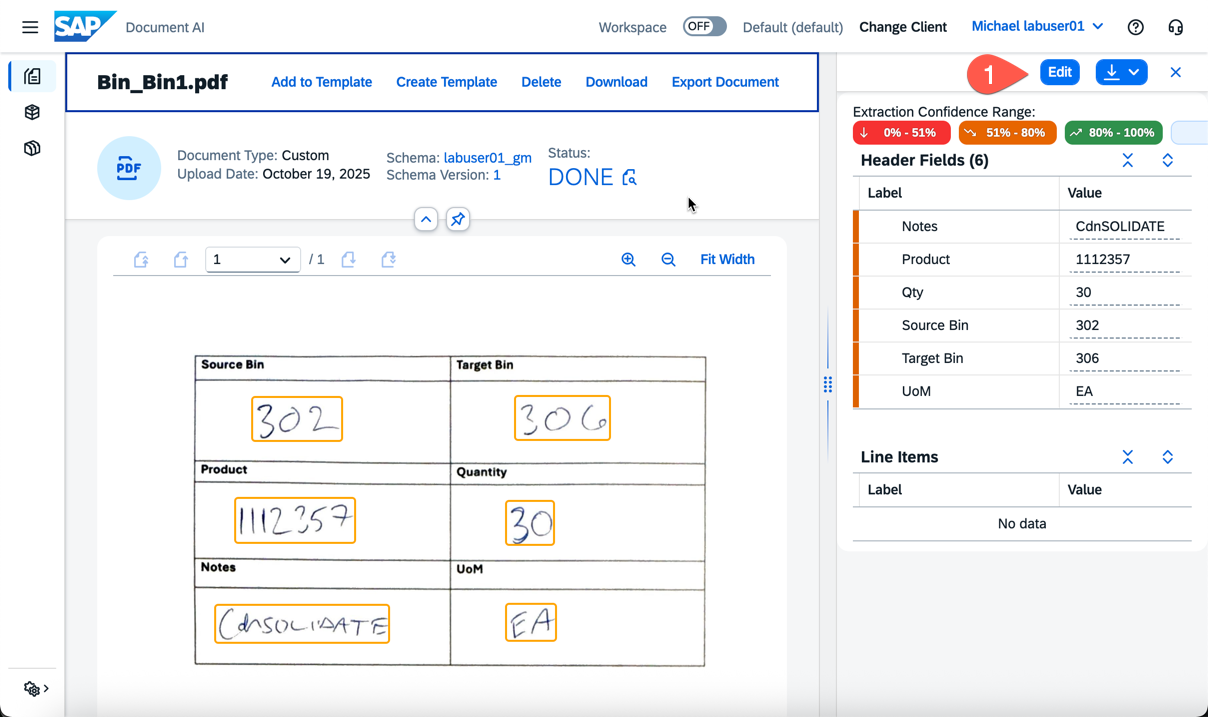 SAP Document AI Workspace OFF Default (default) Change Client Michael labuser01
Bin_Bin1.pdf Add to Template Create Template Delete Download Export Document
1 Edit
PDF
Document Type: Custom
Upload Date: October 19, 2025
Schema: labuser01_gm
Schema Version: 1
Status:
DONE
1 / 1 Fit Width
Source Bin Target Bin
302 306
Product Quantity
1112357 30
Notes UoM
CdnSOLIDATE EA
Extraction Confidence Range:
0% - 51% 51% - 80% 80% - 100%
Header Fields (6)
Label Value
Notes CdnSOLIDATE
Product 1112357
Qty 30
Source Bin 302
Target Bin 306
UoM EA
Line Items
Label Value
No data